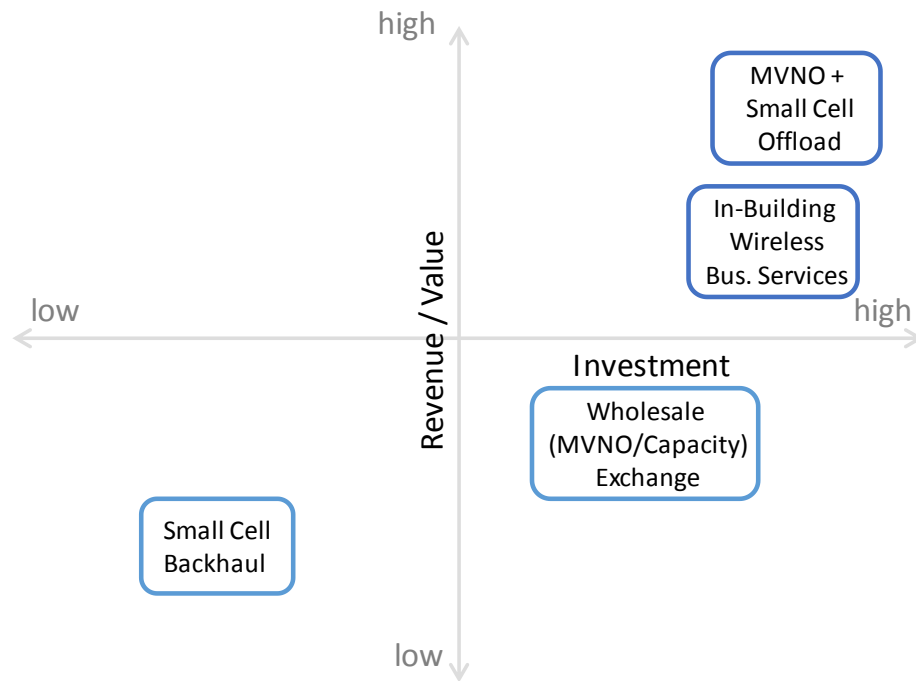 high
MVNO +
Small Cell
Offload
In-Building
Wireless
Bus. Services
Revenue / Value
low
high
Investment
Wholesale
(MVNO/Capacity)
Exchange
Small Cell
Backhaul
low